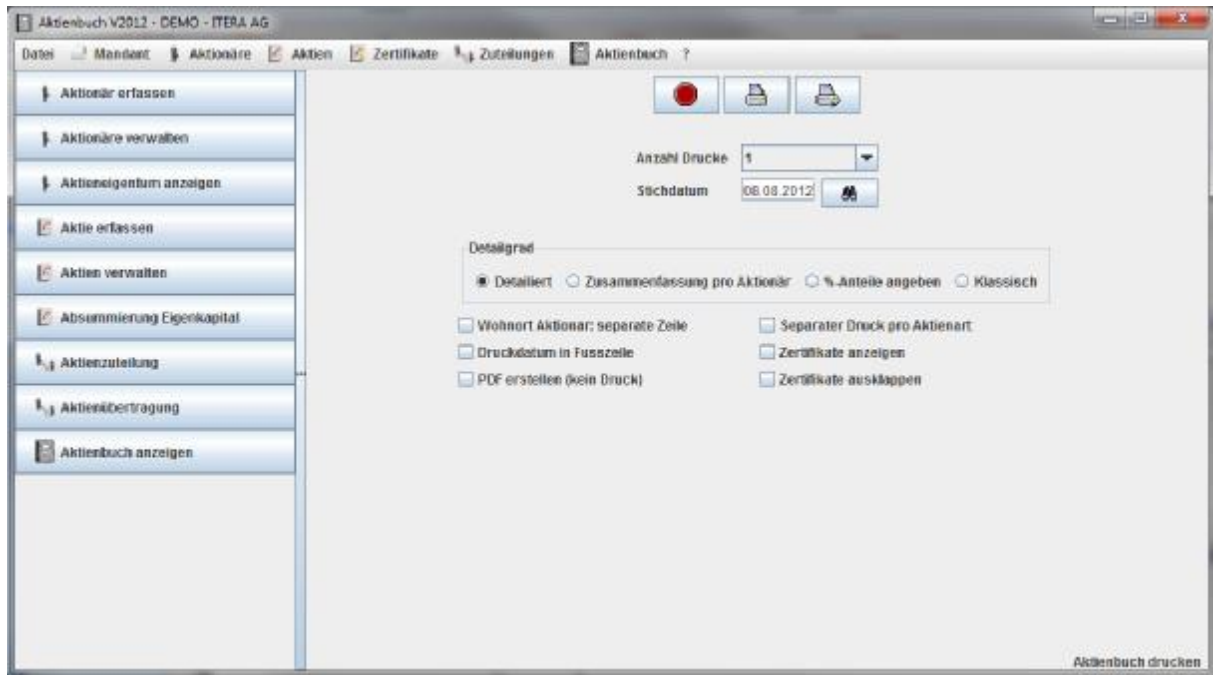 Aktienbuch V2012 - DEMO - ITERA AG
Datei Mandant Aktionäre Aktien Zertifikate Zuteilungen Aktienbuch ?
Aktionär erfassen
Aktionäre verwalten
Aktieneigentum anzeigen
Aktie erfassen
Aktien verwalten
Absummierung Eigenkapital
Aktienzuteilung
Aktienübertragung
Aktienbuch anzeigen
Anzahl Drucke 1
Stichdatum 08.08.2012
Detailgrad
Detailiert Zusammenfassung pro Aktionär %-Anteile angeben Klassisch
Wohnort Aktionär: separate Zeile Separater Druck pro Aktienart
Druckdatum in Fusszeile Zertifikate anzeigen
PDF erstellen (kein Druck) Zertifikate ausklappen
Aktienbuch drucken